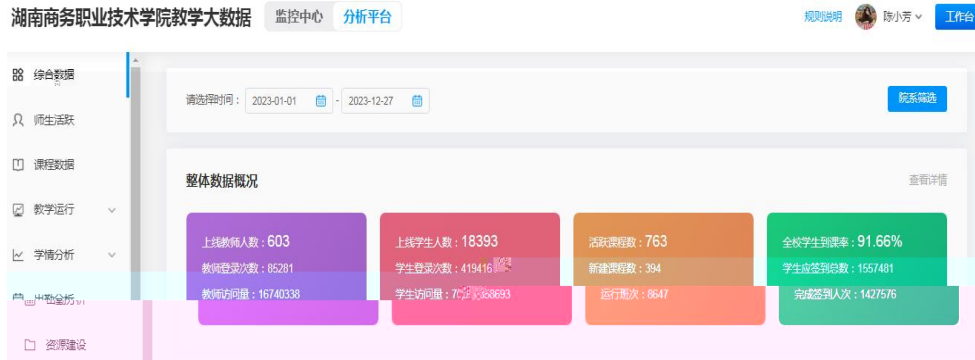 湖南商务职业技术学院教学大数据 监控中心 分析平台 规则说明 陈小芳 工作台
综合数据
请选择时间： 2023-01-01 - 2023-12-27 院系筛选
师生活跃
课程数据
整体数据概况 查看详情
教学运行
上线教师人数：603 上线学生人数：18393 活跃课程数：763 全校学生到课率：91.66%
学情分析
教师登录次数：85281 学生登录次数：419416 新建课程数：394 学生应签到总数：1557481
教师访问量：16740338 学生访问量： 运行班次：8647 完成签到人次：1427576
资源建设